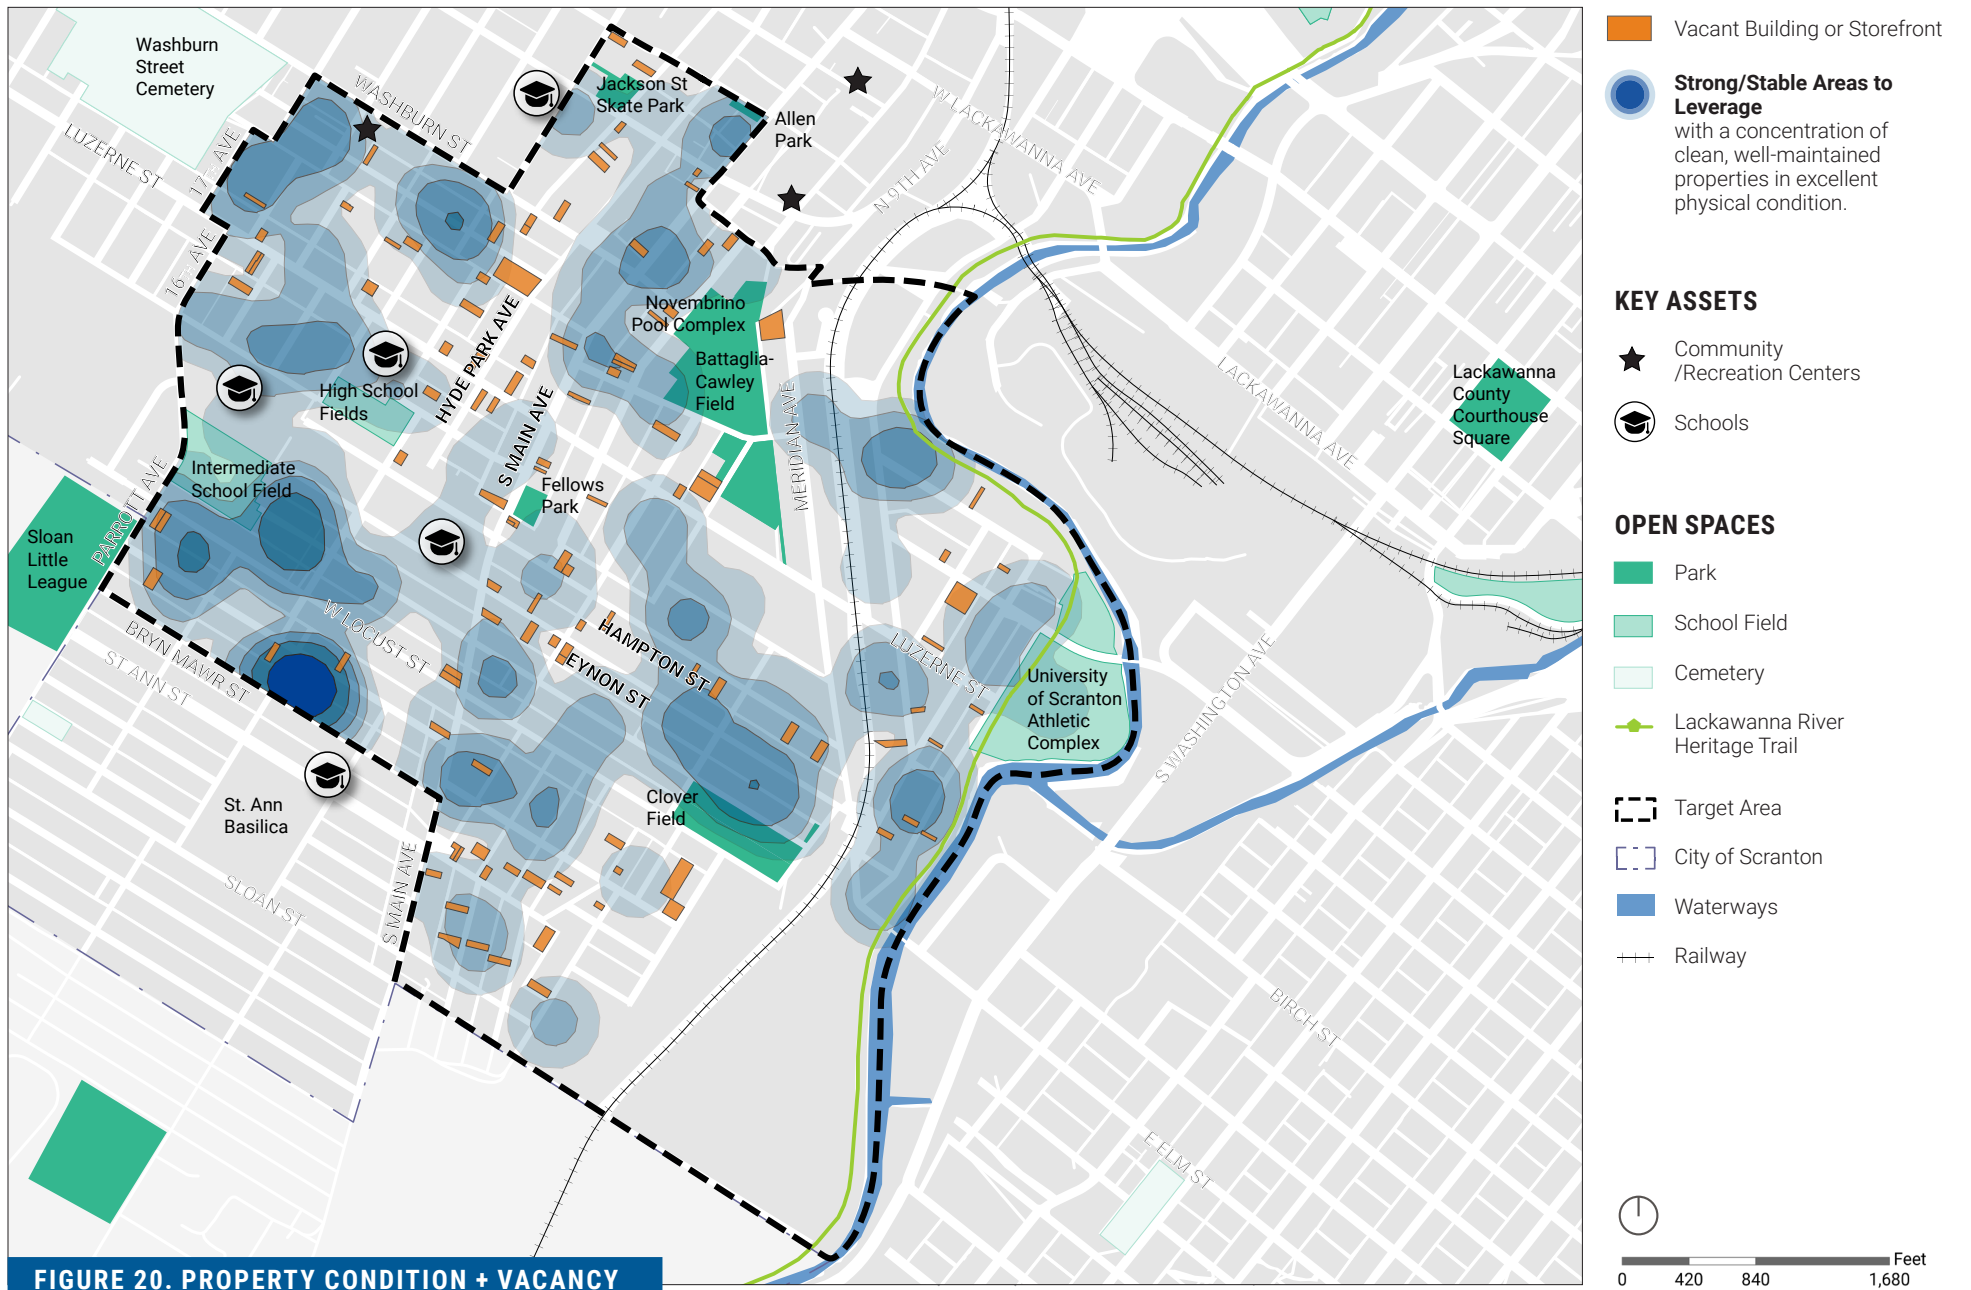 Washburn
Street
Cemetery
WASHBURN ST
LUZERNE ST
17TH AVE
16TH AVE
Jackson St
Skate Park
Allen
Park
W LACKAWANNA AVE
N 9TH AVE
HYDE PARK AVE
Novembrino
Pool Complex
Battaglia-
Cawley
Field
MERIDIAN AVE
High School
Fields
S MAIN AVE
Intermediate
School Field
Fellows
Park
PARROTT AVE
Sloan
Little
League
LACKAWANNA AVE
Lackawanna
County
Courthouse
Square
W LOCUST ST
BRYN MAWR ST
ST ANN ST
HAMPTON ST
EYNON ST
LUZERNE ST
University
of Scranton
Athletic
Complex
S WASHINGTON AVE
St. Ann
Basilica
Clover
Field
SLOAN ST
S MAIN AVE
BIRCH ST
E ELM ST
FIGURE 20. PROPERTY CONDITION + VACANCY
Vacant Building or Storefront
Strong/Stable Areas to
Leverage
with a concentration of
clean, well-maintained
properties in excellent
physical condition.
KEY ASSETS
Community
/Recreation Centers
Schools
OPEN SPACES
Park
School Field
Cemetery
Lackawanna River
Heritage Trail
Target Area
City of Scranton
Waterways
Railway
Feet
0 420 840 1,680